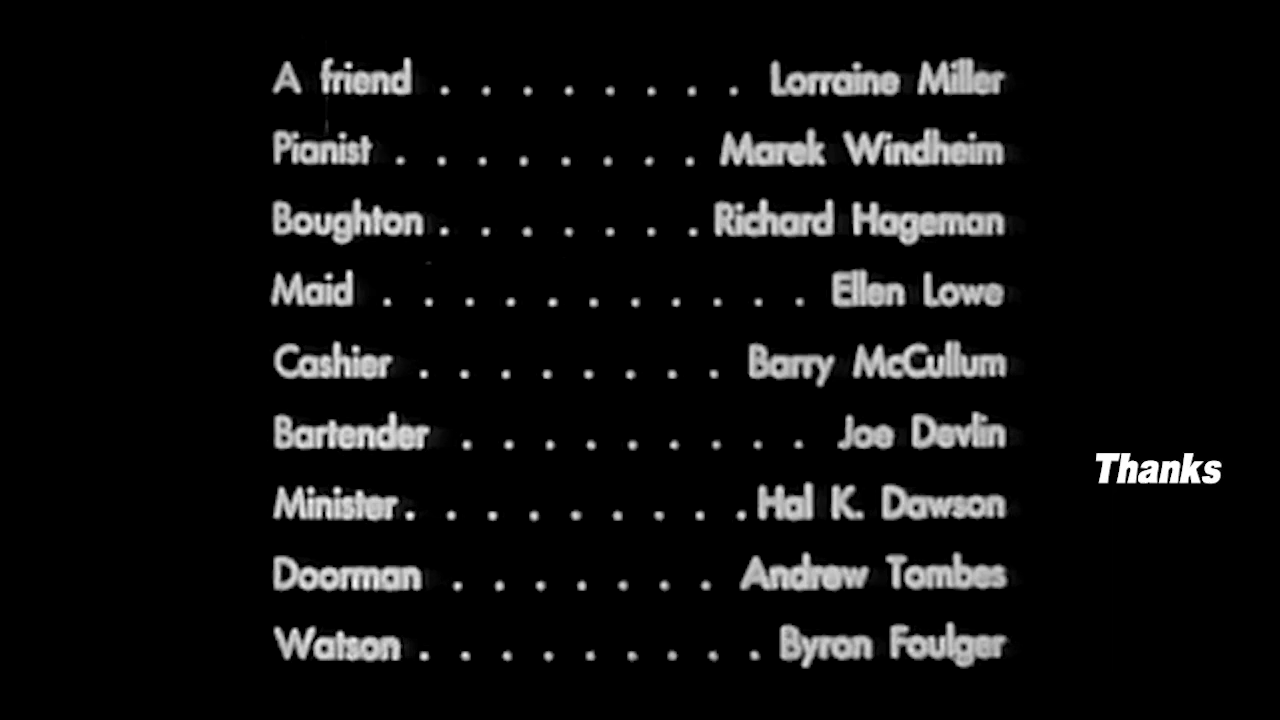 A friend . . . . . . . . Lorraine Miller
Pianist . . . . . . . . Marek Windheim
Boughton . . . . . . . Richard Hageman
Maid . . . . . . . . . . . Ellen Lowe
Cashier . . . . . . . . Barry McCullum
Bartender . . . . . . . . . Joe Devlin
Thanks
Minister . . . . . . . . . Hal K. Dawson
Doorman . . . . . . . Andrew Tombes
Watson . . . . . . . . . Byron Foulger